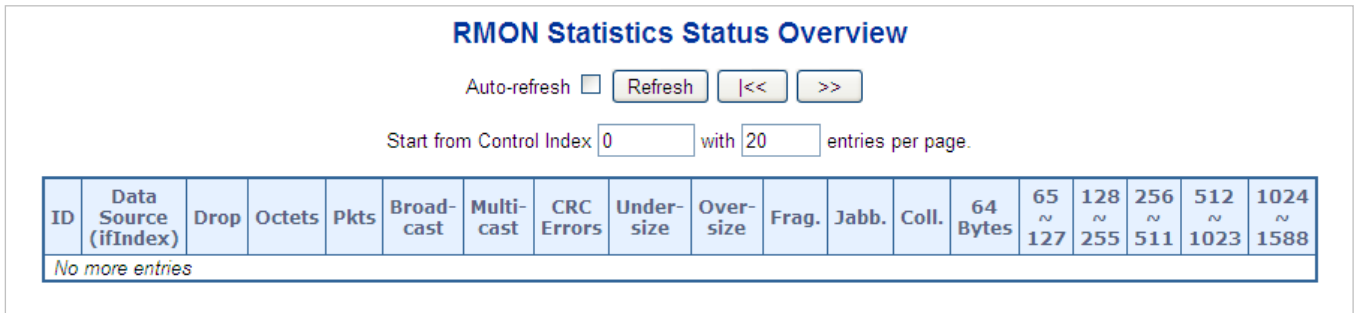 RMON Statistics Status Overview
Auto-refresh Refresh |<< >>
Start from Control Index 0 with 20 entries per page.
ID Data Source (ifIndex) Drop Octets Pkts Broad-cast Multi-cast CRC Errors Under-size Over-size Frag. Jabb. Coll. 64 Bytes 65 ~ 127 128 ~ 255 256 ~ 511 512 ~ 1023 1024 ~ 1588
No more entries